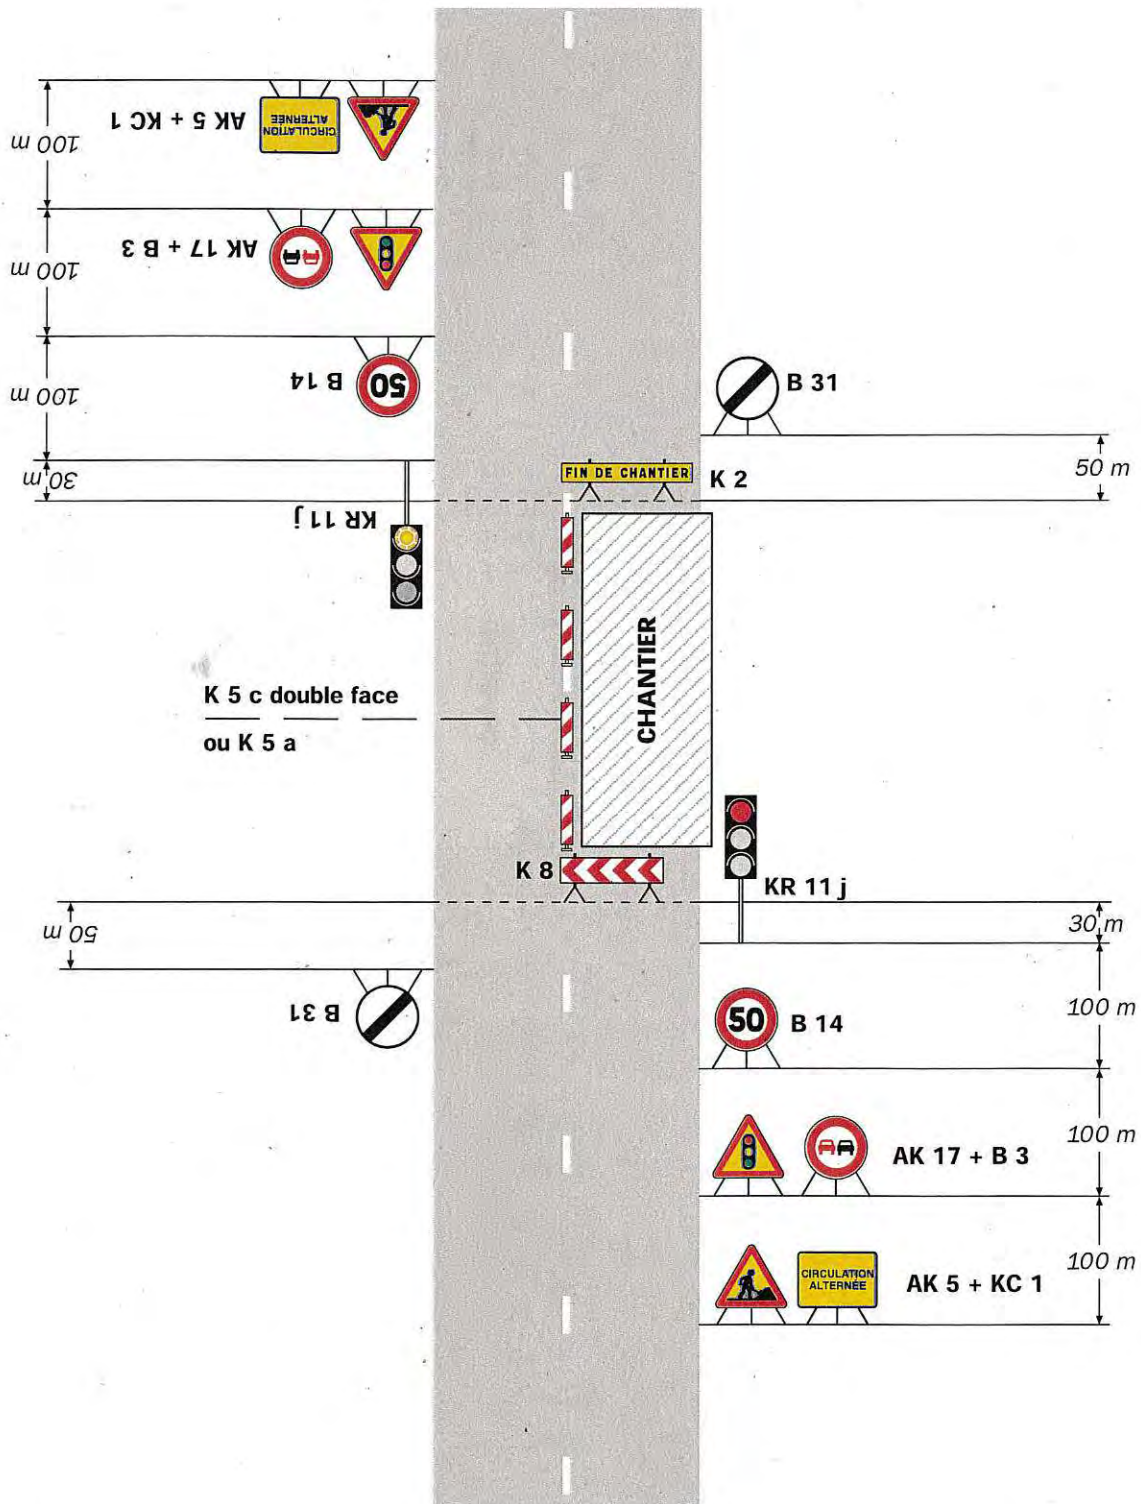 CIRCULATION
ALTERNÉE
AK 5 + KC 1
100 m
AK 17 + B 3
100 m
50
B 14
100 m
B 31
50 m
30 m
FIN DE CHANTIER
K 2
KR 11 j
CHANTIER
K 5 c double face
ou K 5 a
K 8
KR 11 j
30 m
50 m
B 31
50
B 14
100 m
AK 17 + B 3
100 m
CIRCULATION
ALTERNÉE
AK 5 + KC 1
100 m